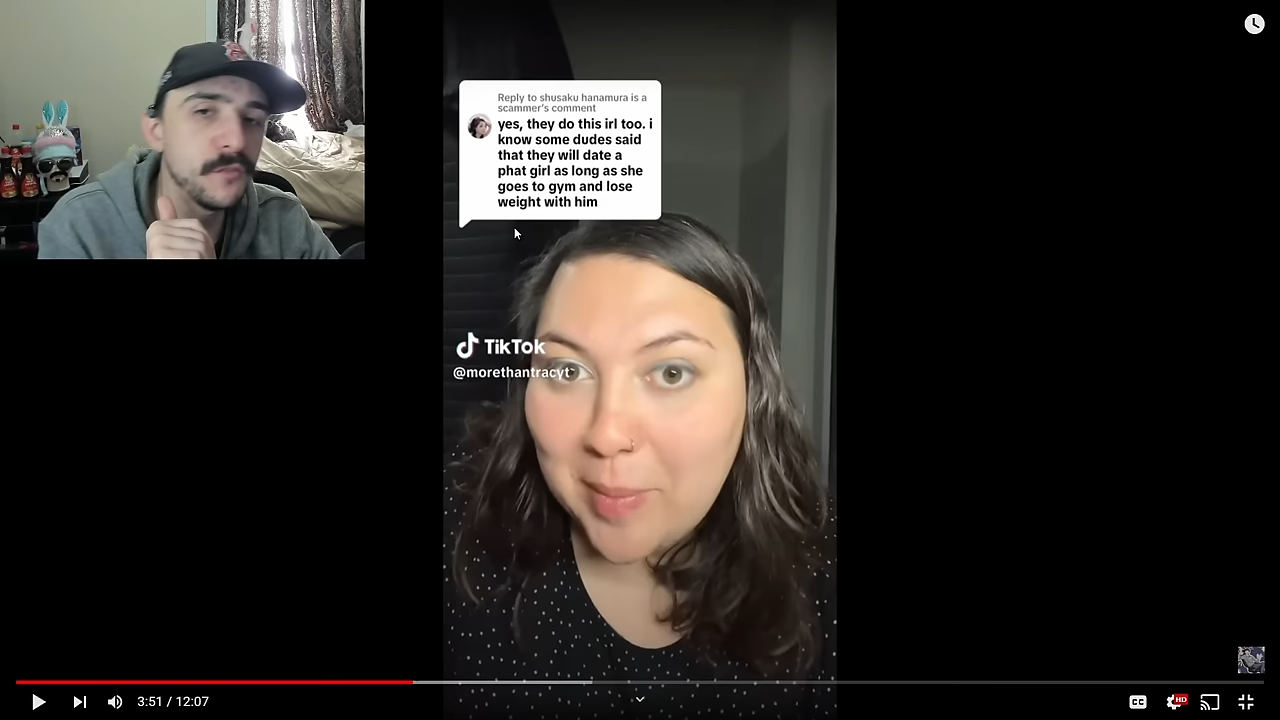 Reply to shusaku hanamura is a
scammer's comment
yes, they do this irl too. i
know some dudes said
that they will date a
phat girl as long as she
goes to gym and lose
weight with him
TikTok
@morethantracyt
3:51 / 12:07
CC
HD